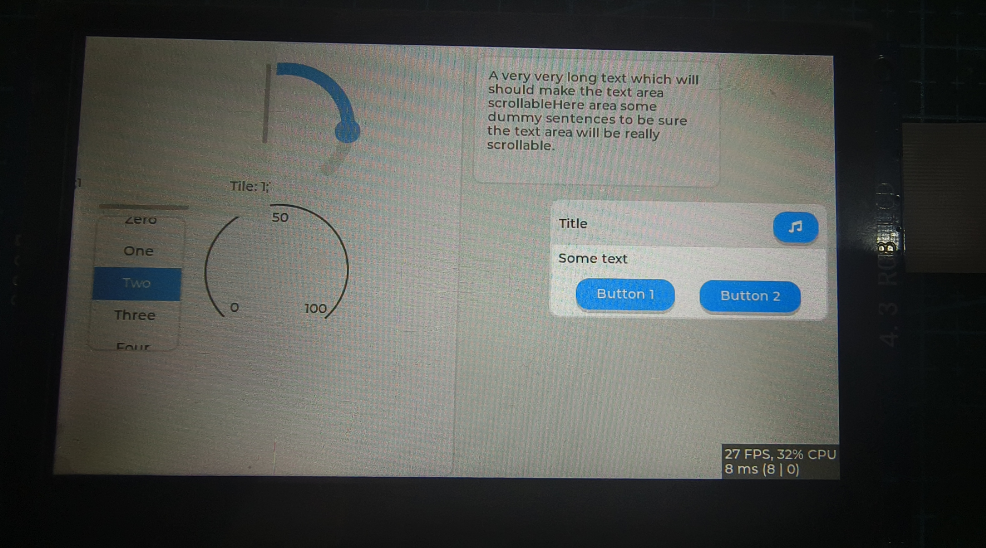 A very very long text which will
should make the text area
scrollableHere area some
dummy sentences to be sure
the text area will be really
scrollable.
Tile: 1;
Zero
One
Two
Three
Four
50
0
100
Title
Some text
Button 1
Button 2
27 FPS, 32% CPU
8 ms (8 | 0)
4.3